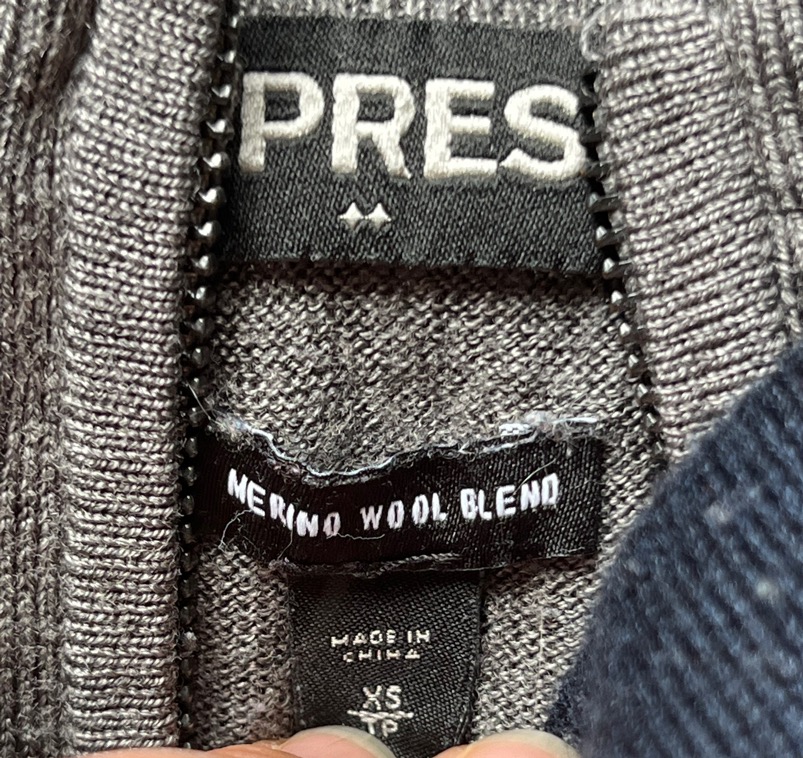 PRES
MERINO WOOL BLEND
MADE IN
CHINA
XS
TP